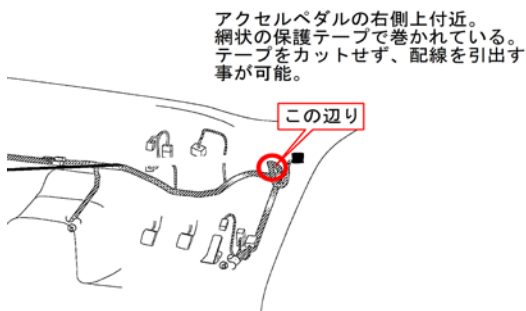 アクセルペダルの右側上付近。
網状の保護テープで巻かれている。
テープをカットせず、配線を引出す
事が可能。
この辺り